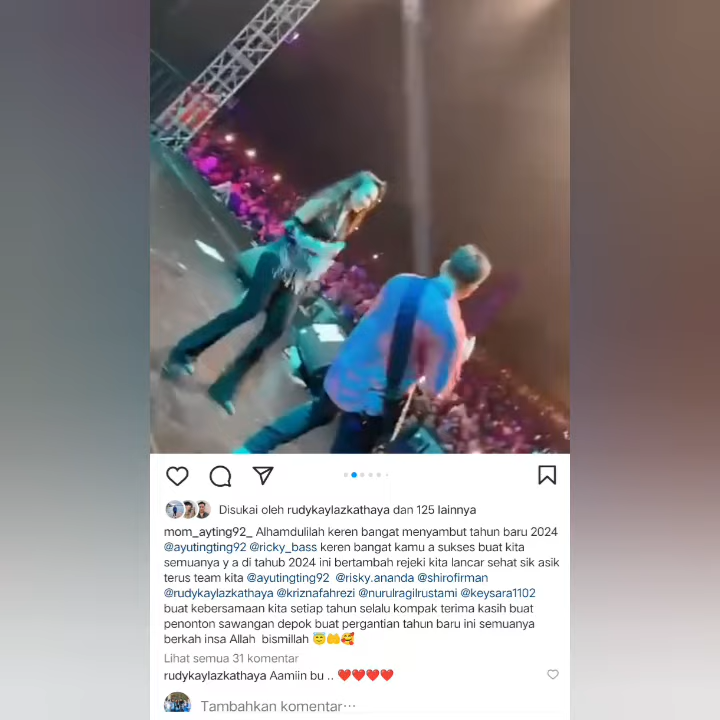 Disukai oleh rudykaylazkathaya dan 125 lainnya
mom_ayting92_ Alhamdulilah keren bangat menyambut tahun baru 2024
@ayutingting92 @ricky_bass keren bangat kamu a sukses buat kita
semuanya y a di tahub 2024 ini bertambah rejeki kita lancar sehat sik asik
terus team kita @ayutingting92 @risky.ananda @shirofirman
@rudykaylazkathaya @kriznafahrezi @nurulragilrustami @keysara1102
buat kebersamaan kita setiap tahun selalu kompak terima kasih buat
penonton sawangan depok buat pergantian tahun baru ini semuanya
berkah insa Allah bismillah 😇🤲🥰
Lihat semua 31 komentar
rudykaylazkathaya Aamiin bu .. ❤️❤️❤️❤️
Tambahkan komentar···